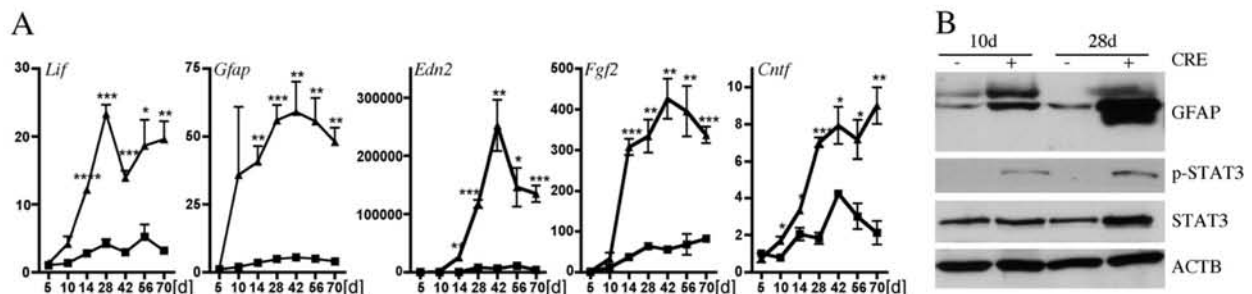 A
Lif
30
20
10
0
5 10 14 28 42 56 70[d]
**** *** *** * **
Gfap
75
50
25
0
5 10 14 28 42 56 70[d]
** *** ** ** **
Edn2
300000
200000
100000
0
5 10 14 28 42 56 70[d]
** *** ** * ***
Fgf2
500
400
300
200
100
0
5 10 14 28 42 56 70[d]
*** ** ** ** ***
Cntf
10
8
6
4
2
0
5 10 14 28 42 56 70[d]
* * *** * * **
B
10d 28d
- + - + CRE
GFAP
p-STAT3
STAT3
ACTB